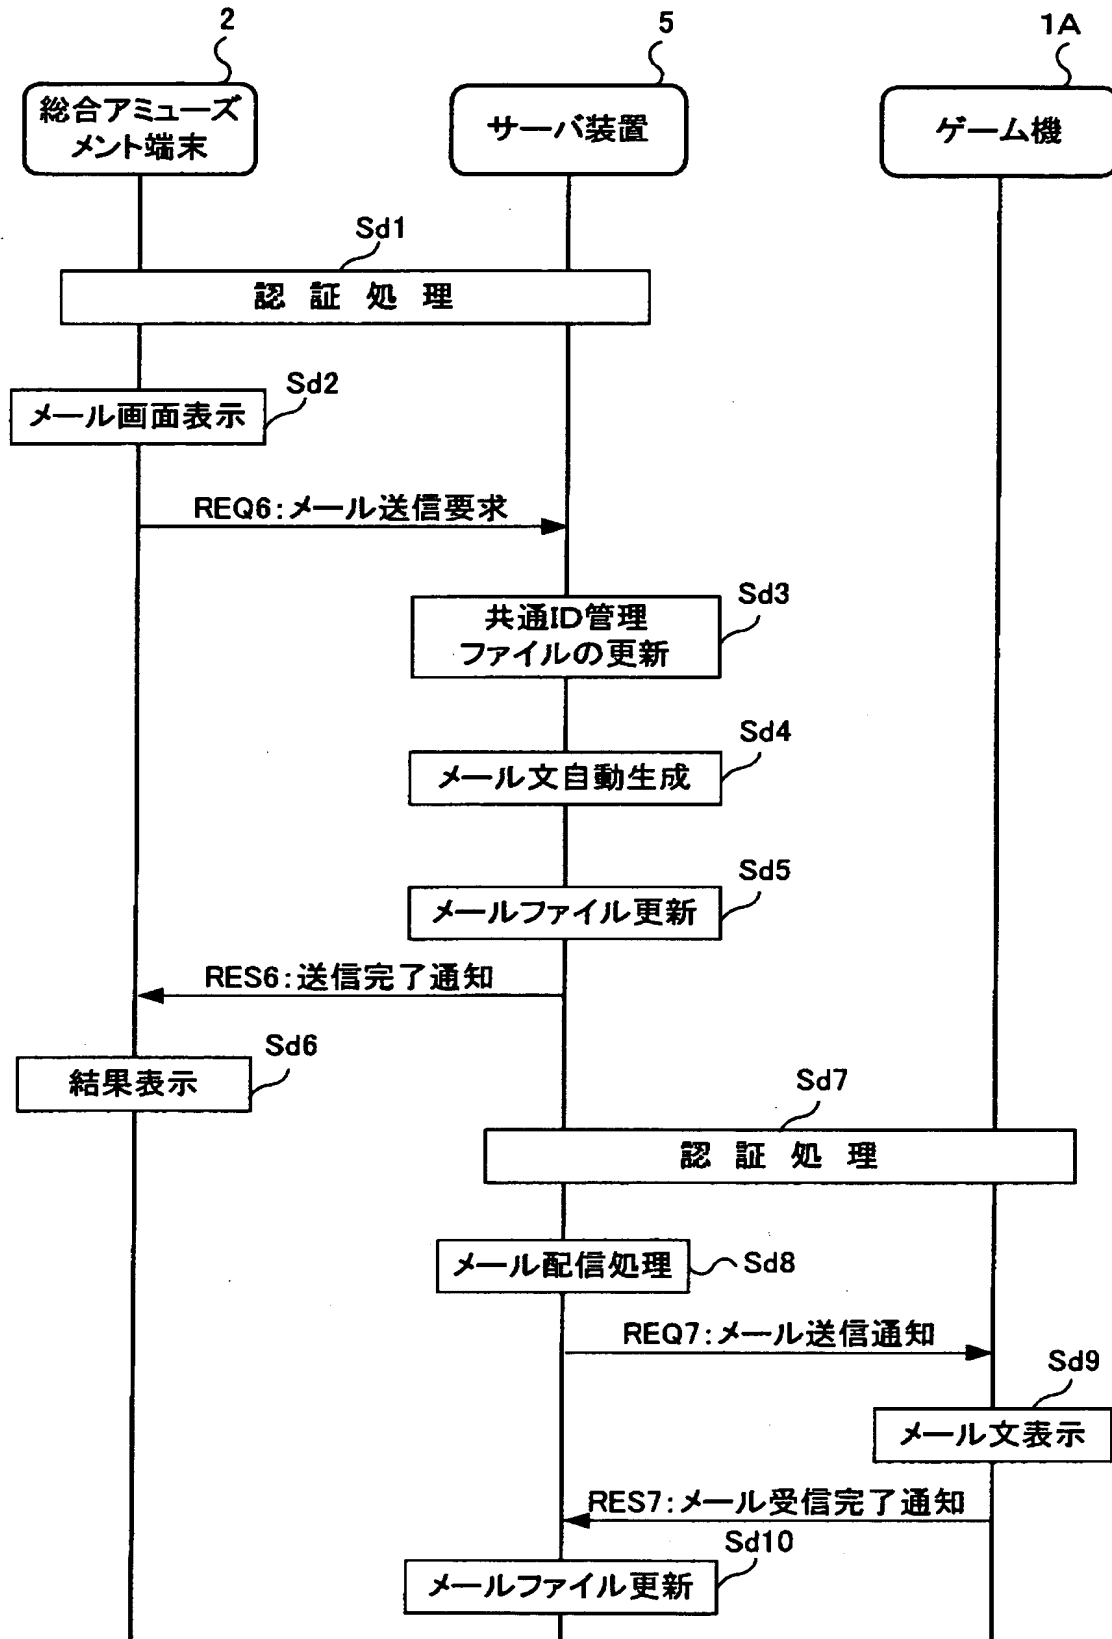 2
5
1A
総合アミューズ
メント端末
サーバ装置
ゲーム機
Sd1
認証処理
Sd2
メール画面表示
REQ6:メール送信要求
Sd3
共通ID管理
ファイルの更新
Sd4
メール文自動生成
Sd5
メールファイル更新
RES6:送信完了通知
Sd6
結果表示
Sd7
認証処理
メール配信処理
Sd8
REQ7:メール送信通知
Sd9
メール文表示
RES7:メール受信完了通知
Sd10
メールファイル更新